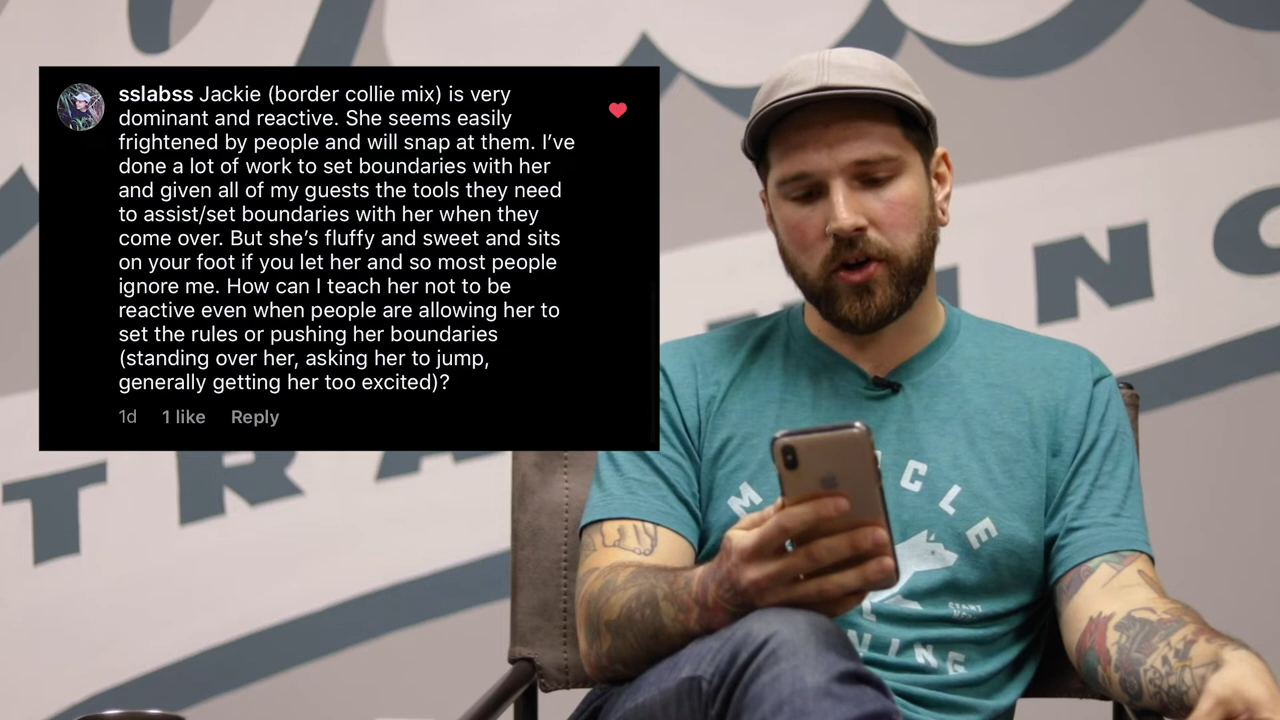 sslabss Jackie (border collie mix) is very
dominant and reactive. She seems easily
frightened by people and will snap at them. I’ve
done a lot of work to set boundaries with her
and given all of my guests the tools they need
to assist/set boundaries with her when they
come over. But she’s fluffy and sweet and sits
on your foot if you let her and so most people
ignore me. How can I teach her not to be
reactive even when people are allowing her to
set the rules or pushing her boundaries
(standing over her, asking her to jump,
generally getting her too excited)?
1d 1 like Reply